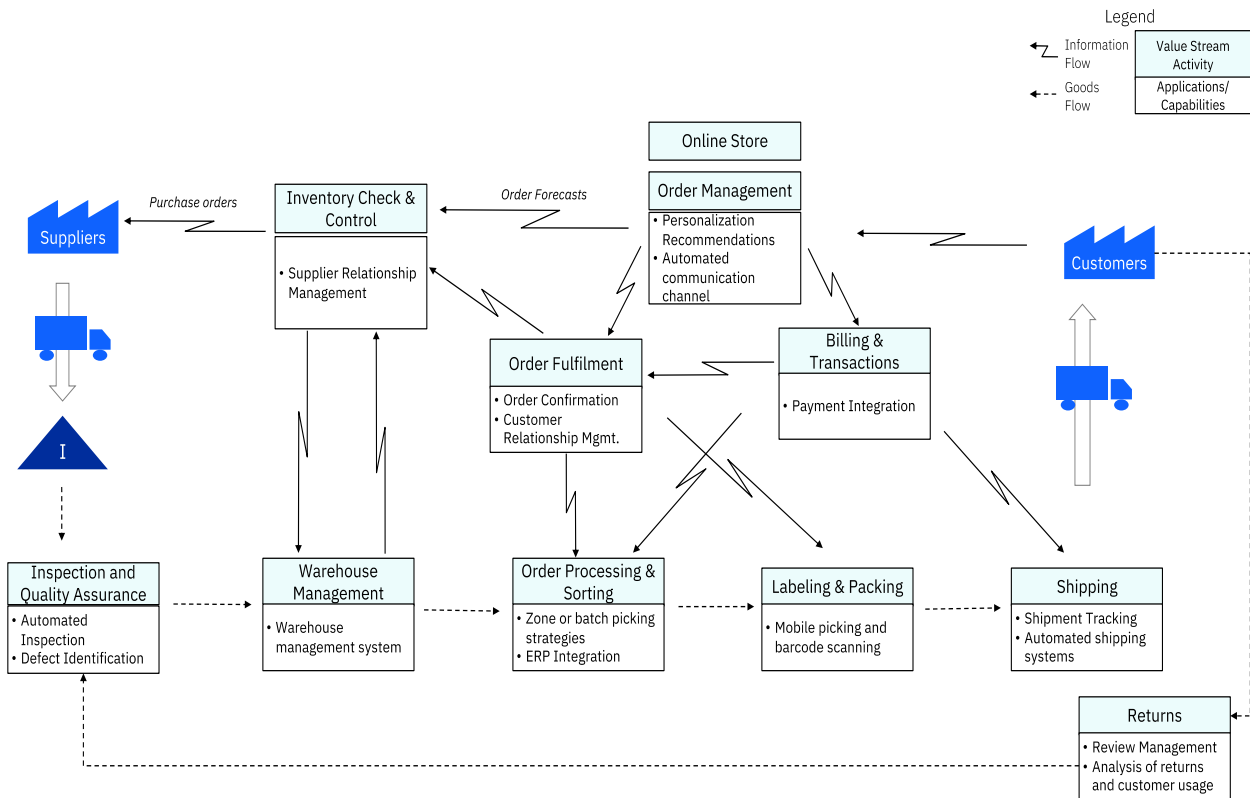 Legend
Information
Flow
Goods
Flow
Value Stream
Activity
Applications/
Capabilities
Online Store
Order Management
• Personalization
Recommendations
• Automated
communication
channel
Order Forecasts
Inventory Check &
Control
• Supplier Relationship
Management
Purchase orders
Suppliers
Customers
Billing &
Transactions
• Payment Integration
Order Fulfilment
• Order Confirmation
• Customer
Relationship Mgmt.
I
Inspection and
Quality Assurance
• Automated
Inspection
• Defect Identification
Warehouse
Management
• Warehouse
management system
Order Processing &
Sorting
• Zone or batch picking
strategies
• ERP Integration
Labeling & Packing
• Mobile picking and
barcode scanning
Shipping
• Shipment Tracking
• Automated shipping
systems
Returns
• Review Management
• Analysis of returns
and customer usage